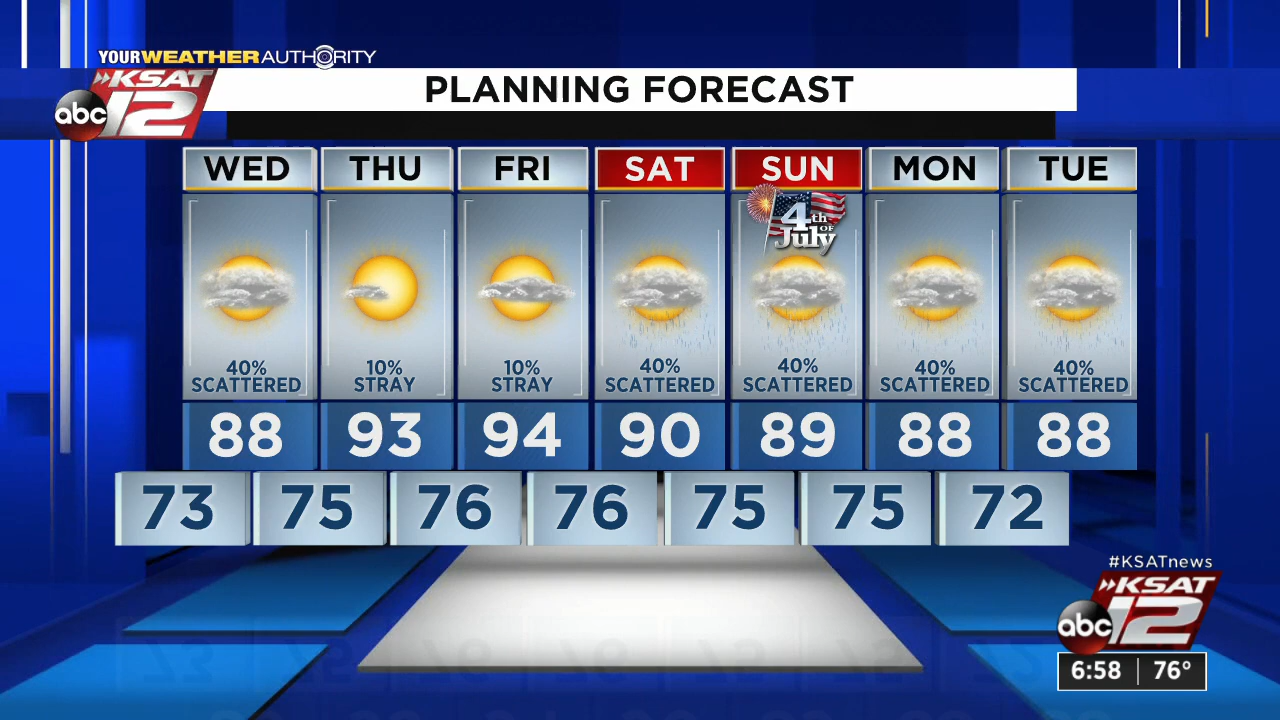 YOURWEATHERAUTHORITY
KSAT
abc 12
PLANNING FORECAST
WED THU FRI SAT SUN MON TUE
4th OF July
40% SCATTERED
10% STRAY
10% STRAY
40% SCATTERED
40% SCATTERED
40% SCATTERED
40% SCATTERED
88 93 94 90 89 88 88
73 75 76 76 75 75 72
#KSATnews
KSAT
abc 12
6:58 76°